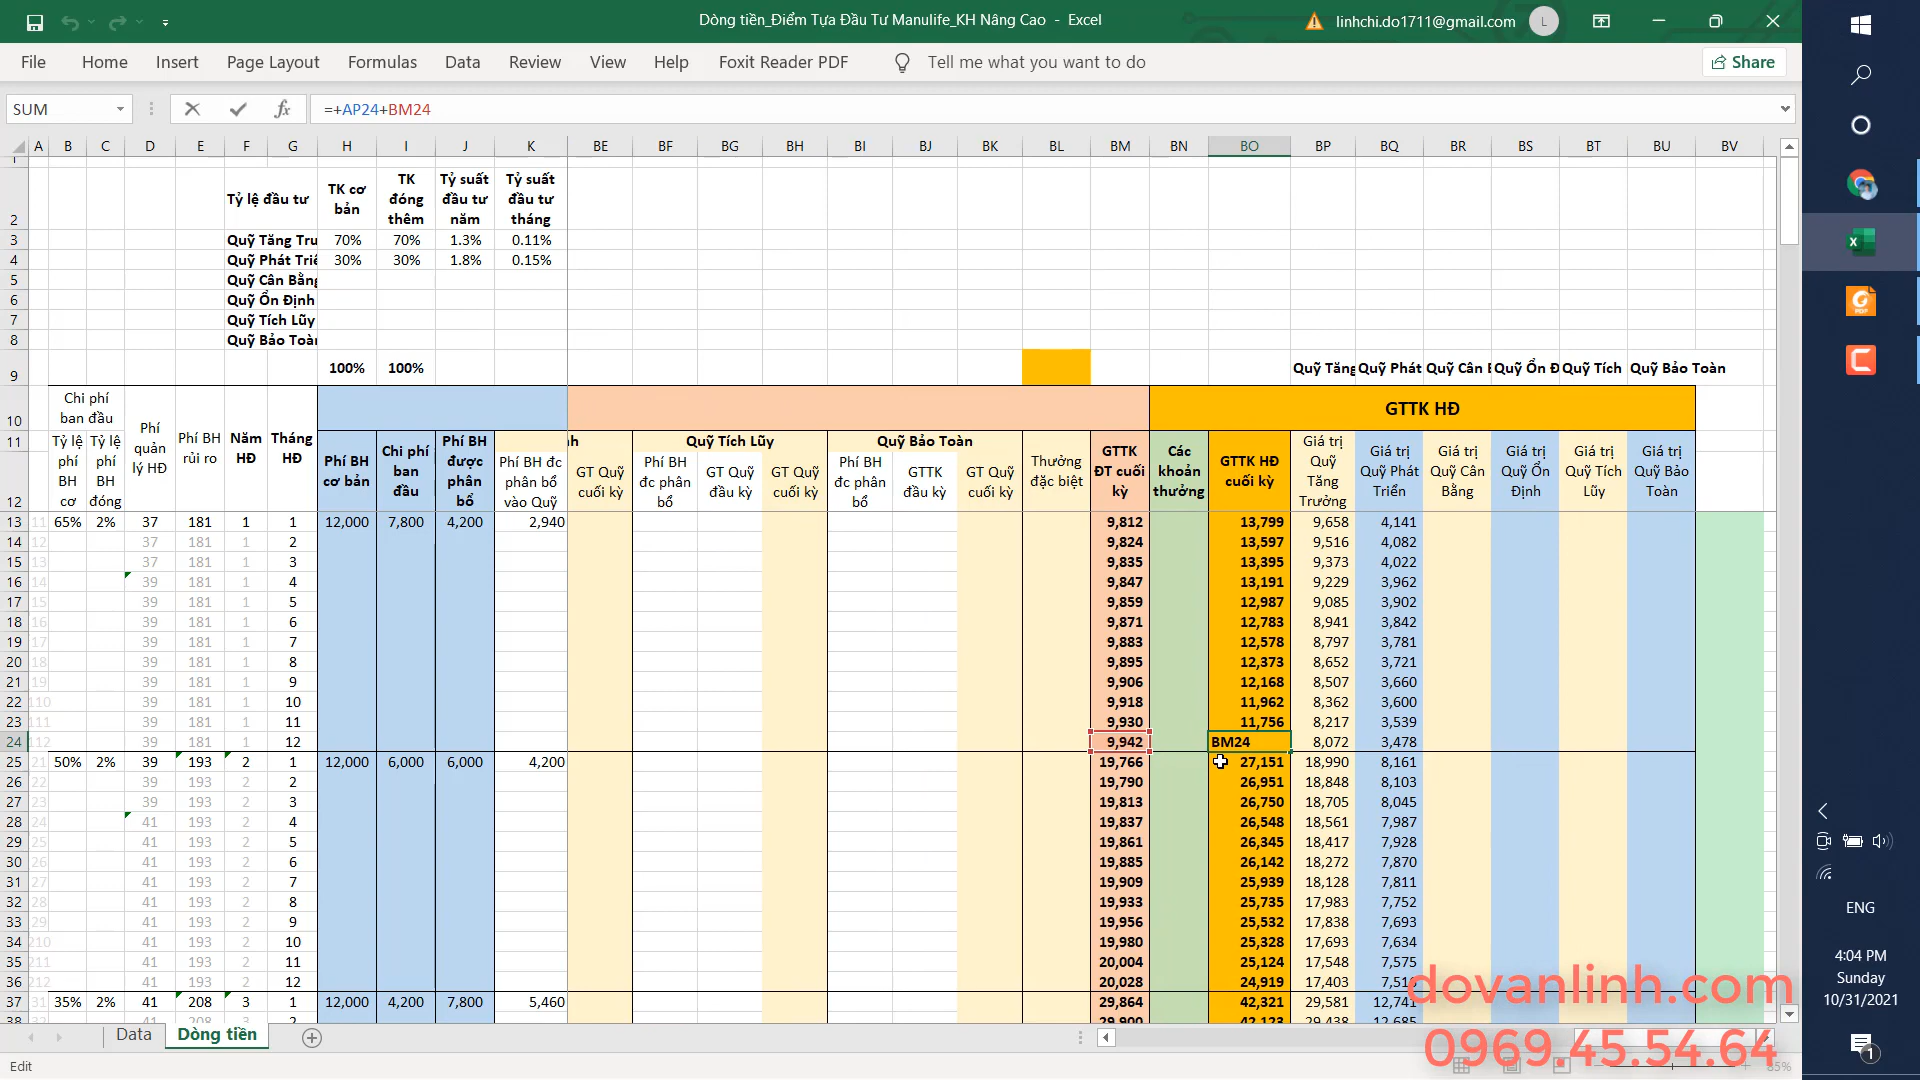 Dòng tiền_Điểm Tựa Đầu Tư Manulife_KH Nâng Cao - Excel
linhchi.do1711@gmail.com L
File Home Insert Page Layout Formulas Data Review View Help Foxit Reader PDF Tell me what you want to do Share
SUM fx =+AP24+BM24
A B C D E F G H I J K BE BF BG BH BI BJ BK BL BM BN BO BP BQ BR BS BT BU BV
2 Tỷ lệ đầu tư TK cơ bản TK đóng thêm Tỷ suất đầu tư năm Tỷ suất đầu tư tháng
3 Quỹ Tăng Trư 70% 70% 1.3% 0.11%
4 Quỹ Phát Triể 30% 30% 1.8% 0.15%
5 Quỹ Cân Bằng
6 Quỹ Ổn Định
7 Quỹ Tích Lũy
8 Quỹ Bảo Toàn
9 100% 100% Quỹ Tăng Quỹ Phát Quỹ Cân Quỹ Ổn Đ Quỹ Tích Quỹ Bảo Toàn
10 Chi phí ban đầu GTTK HĐ
11 Quỹ Tích Lũy Quỹ Bảo Toàn
12 Tỷ lệ phí BH cơ Tỷ lệ phí BH đóng Phí quản lý HĐ Phí BH rủi ro Năm HĐ Tháng HĐ Phí BH cơ bản Chi phí ban đầu Phí BH được phân bổ Phí BH đc phân bổ vào Quỹ GT Quỹ cuối kỳ Phí BH đc phân bổ GT Quỹ đầu kỳ GT Quỹ cuối kỳ Phí BH đc phân bổ GTTK đầu kỳ GT Quỹ cuối kỳ Thưởng đặc biệt GTTK ĐT cuối kỳ Các khoản thưởng GTTK HĐ cuối kỳ Giá trị Quỹ Tăng Trưởng Giá trị Quỹ Phát Triển Giá trị Quỹ Cân Bằng Giá trị Quỹ Ổn Định Giá trị Quỹ Tích Lũy Giá trị Quỹ Bảo Toàn
13 11 65% 2% 37 181 1 1 12,000 7,800 4,200 2,940 9,812 13,799 9,658 4,141
14 12 37 181 1 2 9,824 13,597 9,516 4,082
15 13 37 181 1 3 9,835 13,395 9,373 4,022
16 14 39 181 1 4 9,847 13,191 9,229 3,962
17 15 39 181 1 5 9,859 12,987 9,085 3,902
18 16 39 181 1 6 9,871 12,783 8,941 3,842
19 17 39 181 1 7 9,883 12,578 8,797 3,781
20 18 39 181 1 8 9,895 12,373 8,652 3,721
21 19 39 181 1 9 9,906 12,168 8,507 3,660
22 110 39 181 1 10 9,918 11,962 8,362 3,600
23 111 39 181 1 11 9,930 11,756 8,217 3,539
24 112 39 181 1 12 9,942 BM24 8,072 3,478
25 21 50% 2% 39 193 2 1 12,000 6,000 6,000 4,200 19,766 27,151 18,990 8,161
26 22 39 193 2 2 19,790 26,951 18,848 8,103
27 23 39 193 2 3 19,813 26,750 18,705 8,045
28 24 41 193 2 4 19,837 26,548 18,561 7,987
29 25 41 193 2 5 19,861 26,345 18,417 7,928
30 26 41 193 2 6 19,885 26,142 18,272 7,870
31 27 41 193 2 7 19,909 25,939 18,128 7,811
32 28 41 193 2 8 19,933 25,735 17,983 7,752
33 29 41 193 2 9 19,956 25,532 17,838 7,693
34 210 41 193 2 10 19,980 25,328 17,693 7,634
35 211 41 193 2 11 20,004 25,124 17,548 7,575
36 212 41 193 2 12 20,028 24,919 17,403
37 31 35% 2% 41 208 3 1 12,000 4,200 7,800 5,460 29,864 42,321 29,581 12,741
38 32 41 208 3 2 29,900 42,123 29,438 12,685
Data Dòng tiền
Edit 85%
ENG
4:04 PM
Sunday
10/31/2021
1
dovanlinh.com
0969.45.54.64